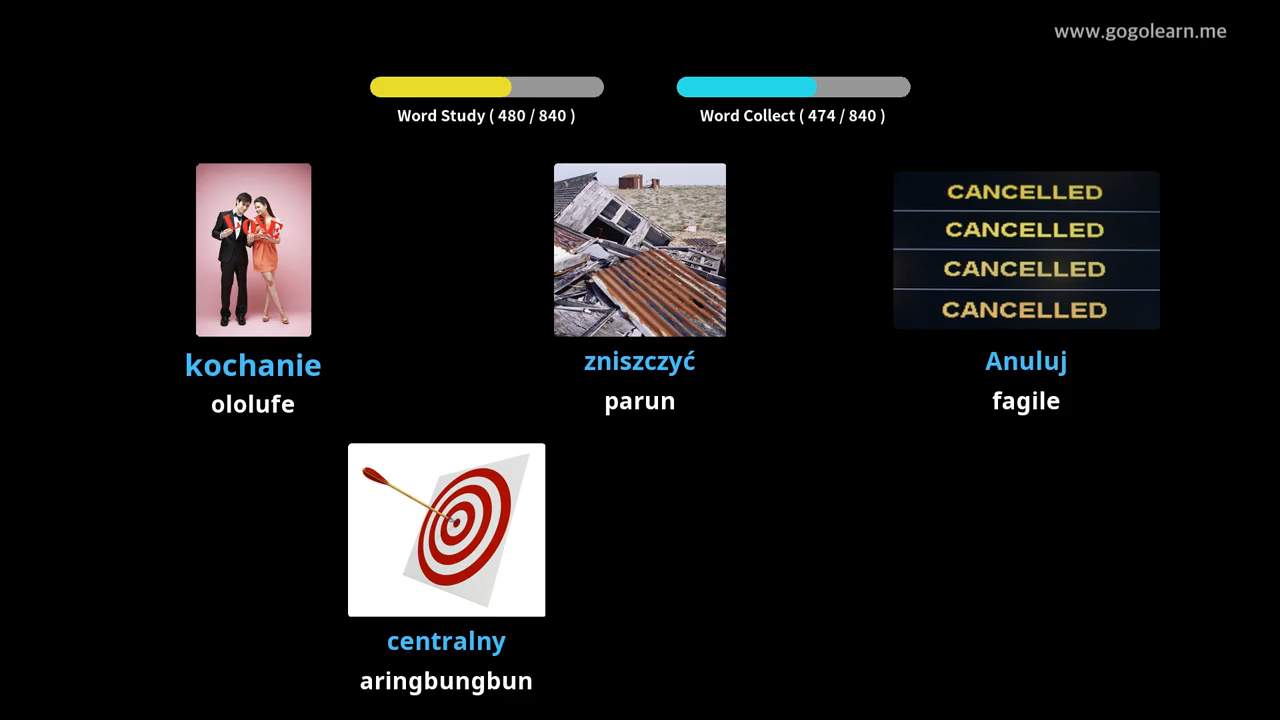 www.gogolearn.me
Word Study ( 480 / 840 )
Word Collect ( 474 / 840 )
CANCELLED
CANCELLED
CANCELLED
CANCELLED
kochanie
ololufe
zniszczyć
parun
Anuluj
fagile
centralny
aringbungbun